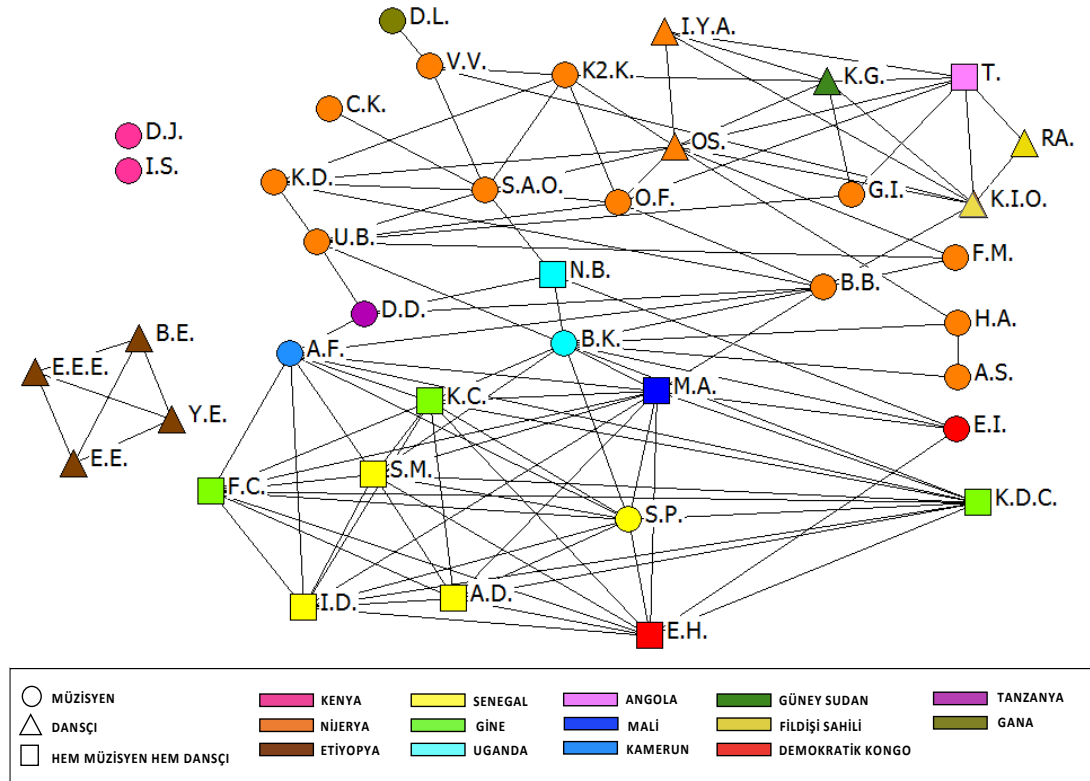 D.L.
I.Y.A.
V.V.
K2.K.
K.G.
T.
C.K.
D.J.
OS.
RA.
I.S.
K.D.
S.A.O.
O.F.
G.I.
K.I.O.
U.B.
F.M.
N.B.
B.B.
D.D.
H.A.
B.E.
A.F.
B.K.
E.E.E.
A.S.
K.C.
M.A.
Y.E.
E.I.
E.E.
S.M.
F.C.
K.D.C.
S.P.
I.D.
A.D.
E.H.
MÜZİSYEN
KENYA
SENEGAL
ANGOLA
GÜNEY SUDAN
TANZANYA
DANSÇI
NİJERYA
GİNE
MALİ
FİLDİŞİ SAHİLİ
GANA
HEM MÜZİSYEN HEM DANSÇI
ETİYOPYA
UGANDA
KAMERUN
DEMOKRATİK KONGO